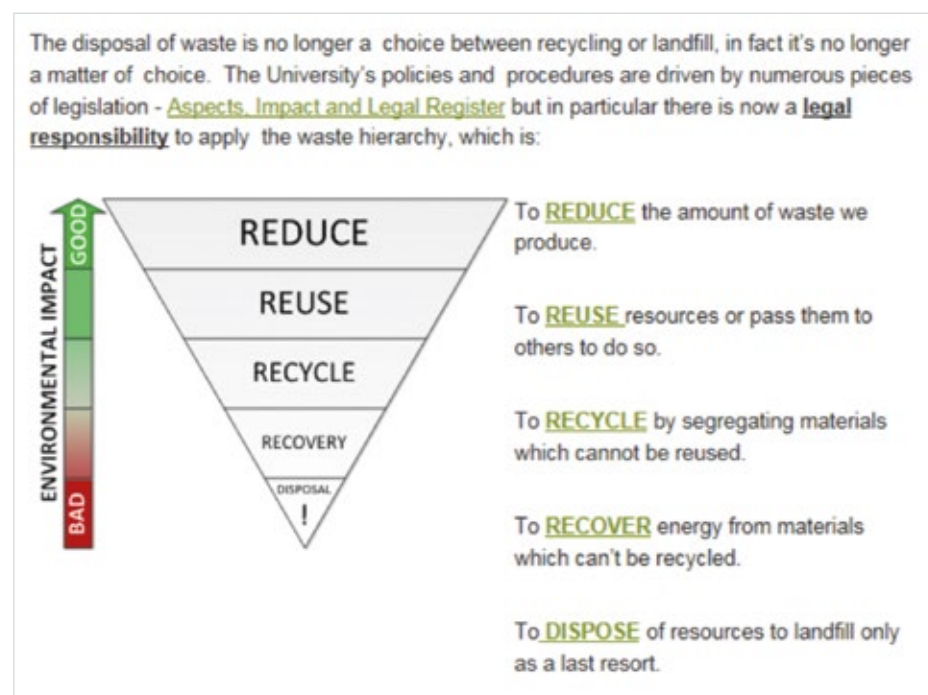 The disposal of waste is no longer a choice between recycling or landfill, in fact it's no longer
a matter of choice. The University's policies and procedures are driven by numerous pieces
of legislation - Aspects, Impact and Legal Register but in particular there is now a legal
responsibility to apply the waste hierarchy, which is:
ENVIRONMENTAL IMPACT
GOOD
BAD
REDUCE
REUSE
RECYCLE
RECOVERY
DISPOSAL
!
To REDUCE the amount of waste we
produce.
To REUSE resources or pass them to
others to do so.
To RECYCLE by segregating materials
which cannot be reused.
To RECOVER energy from materials
which can't be recycled.
To DISPOSE of resources to landfill only
as a last resort.